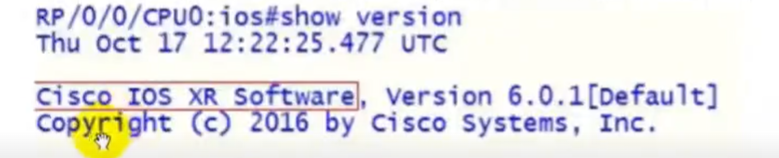 RP/0/0/CPU0:ios#show version
Thu Oct 17 12:22:25.477 UTC
Cisco IOS XR Software, Version 6.0.1[Default]
Copyright (c) 2016 by Cisco Systems, Inc.